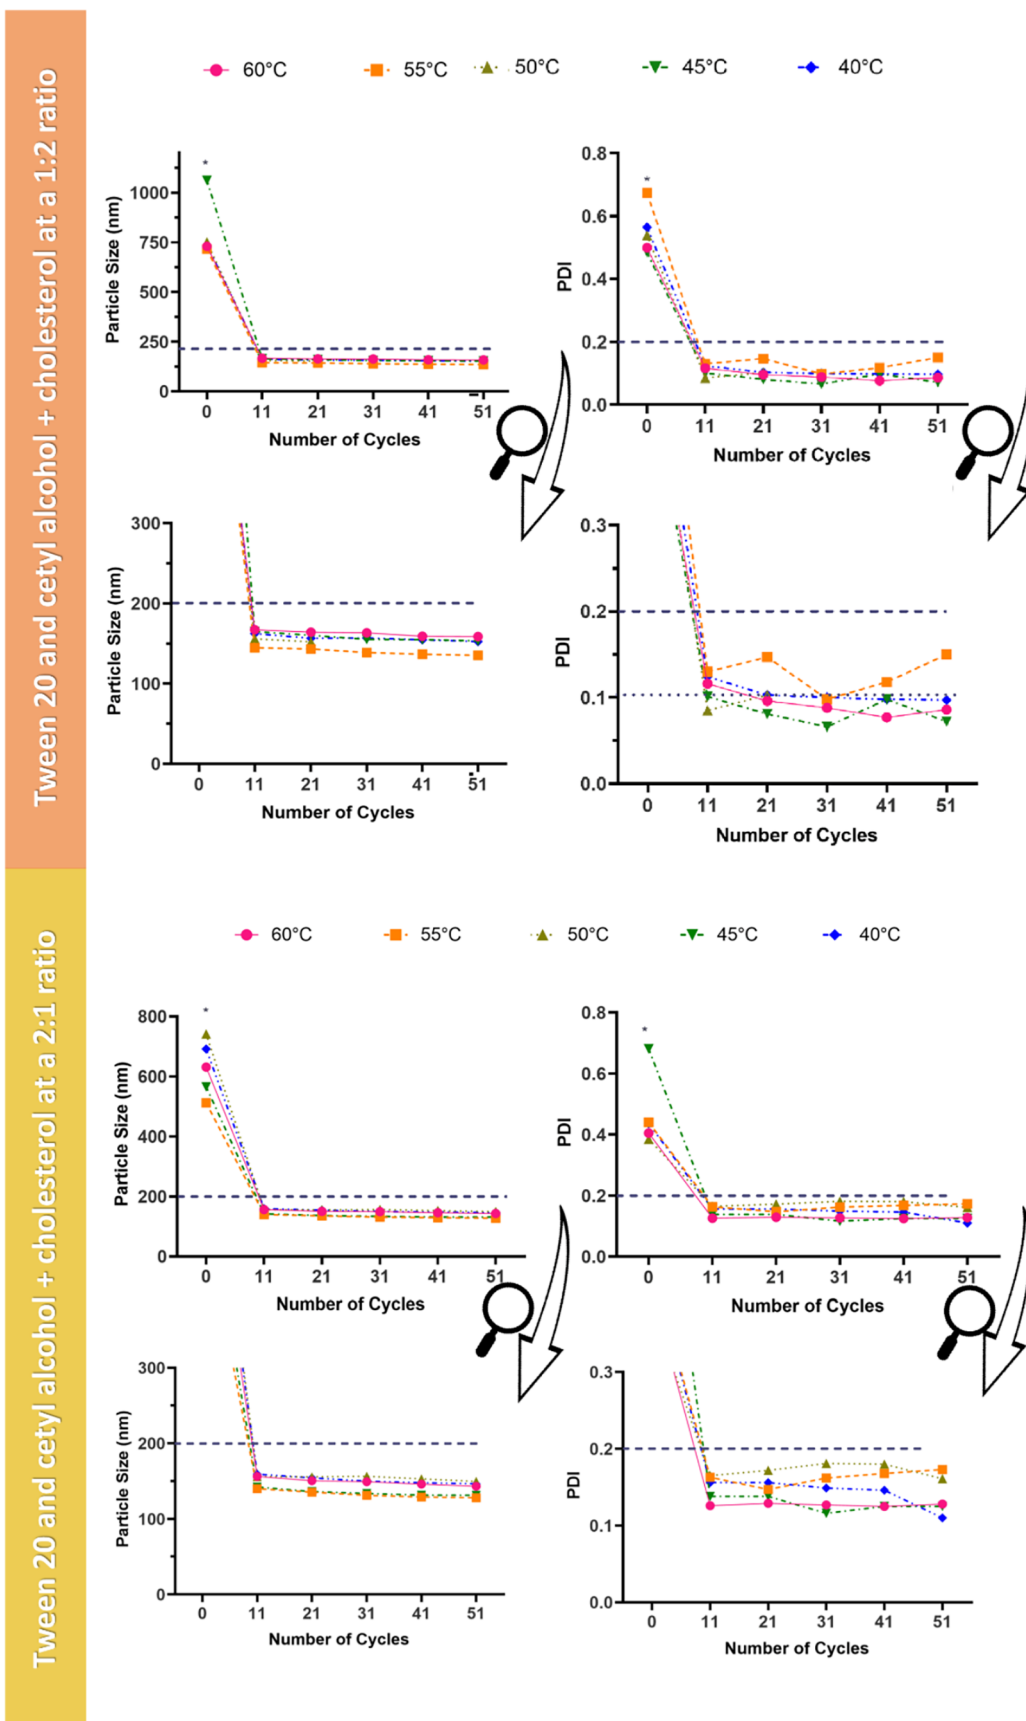 Tween 20 and cetyl alcohol + cholesterol at a 1:2 ratio
60°C 55°C 50°C 45°C 40°C
*
Particle Size (nm)
1000
750
500
250
0
0 11 21 31 41 51
Number of Cycles
*
PDI
0.8
0.6
0.4
0.2
0.0
0 11 21 31 41 51
Number of Cycles
Particle Size (nm)
300
200
100
0
0 11 21 31 41 51
Number of Cycles
PDI
0.3
0.2
0.1
0.0
0 11 21 31 41 51
Number of Cycles
Tween 20 and cetyl alcohol + cholesterol at a 2:1 ratio
60°C 55°C 50°C 45°C 40°C
*
Particle Size (nm)
800
600
400
200
0
0 11 21 31 41 51
Number of Cycles
*
PDI
0.8
0.6
0.4
0.2
0.0
0 11 21 31 41 51
Number of Cycles
Particle Size (nm)
300
200
100
0
0 11 21 31 41 51
Number of Cycles
PDI
0.3
0.2
0.1
0.0
0 11 21 31 41 51
Number of Cycles